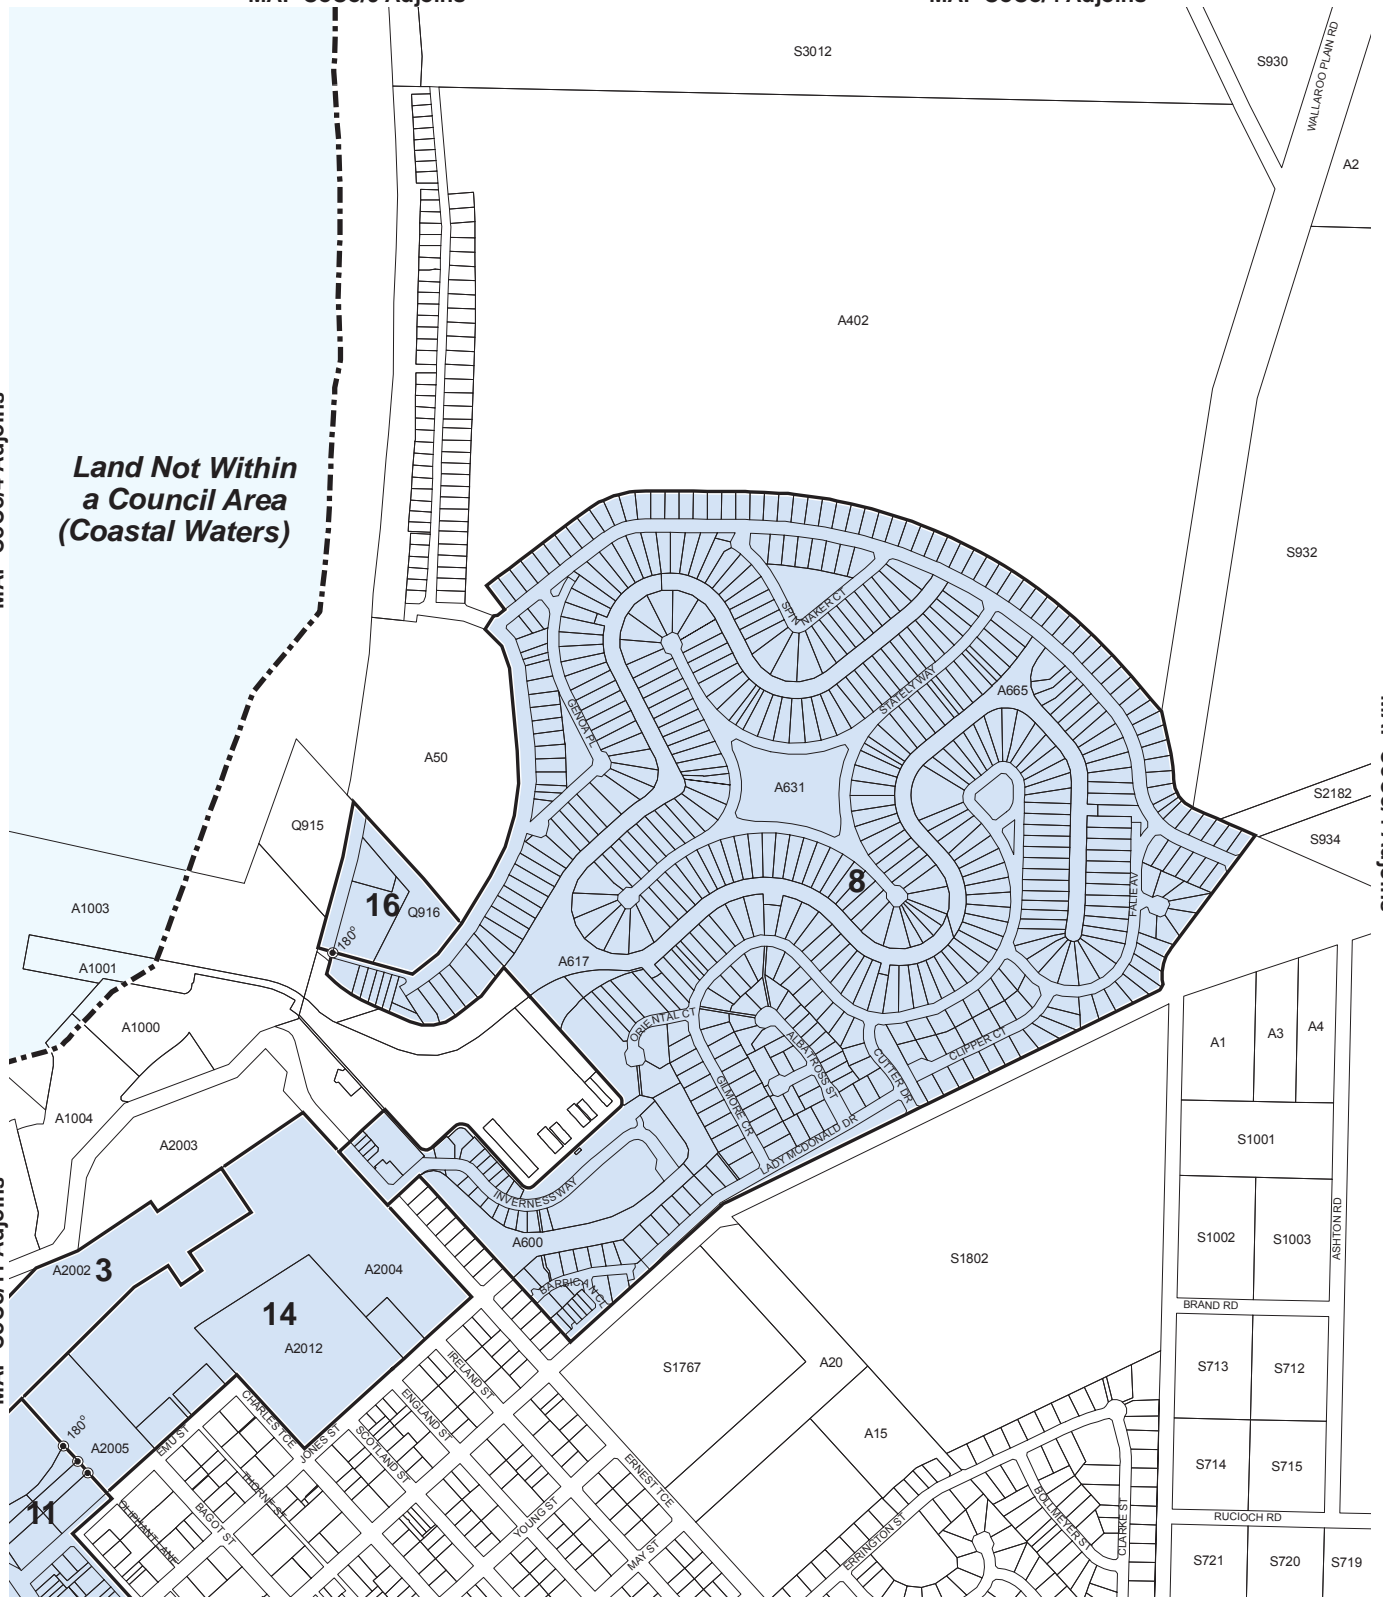 S3012
S930
WALLAROO PLAIN RD
A2
A402
Land Not Within
a Council Area
(Coastal Waters)
S932
SPINNAKER CT
STATELY WAY
A665
GENOA PL
A50
A631
S2182
Q915
S934
8
16
Q916
FALIE AV
A1003
180°
A617
A1001
A1000
ORIENTAL CT
ALBATROSS ST
CUTTER DR
CLIPPER CT
A1
A3
A4
GILMORE CR
A1004
LADY MCDONALD DR
A2003
S1001
INVERNESS WAY
ASHTON RD
A600
S1002
S1003
A2002
3
A2004
S1802
BARBICAN CL
BRAND RD
14
A2012
IRELAND ST
S1767
A20
S713
S712
CHARLES TCE
ENGLAND ST
180°
A2005
EMU ST
JONES ST
SCOTLAND ST
A15
S714
S715
THORNE ST
ERNEST TCE
BOLLMEYER ST
CLARKE ST
11
OLIPHANT LANE
BAGOT ST
YOUNG ST
MAY ST
ERRINGTON ST
RUCIOCH RD
S721
S720
S719